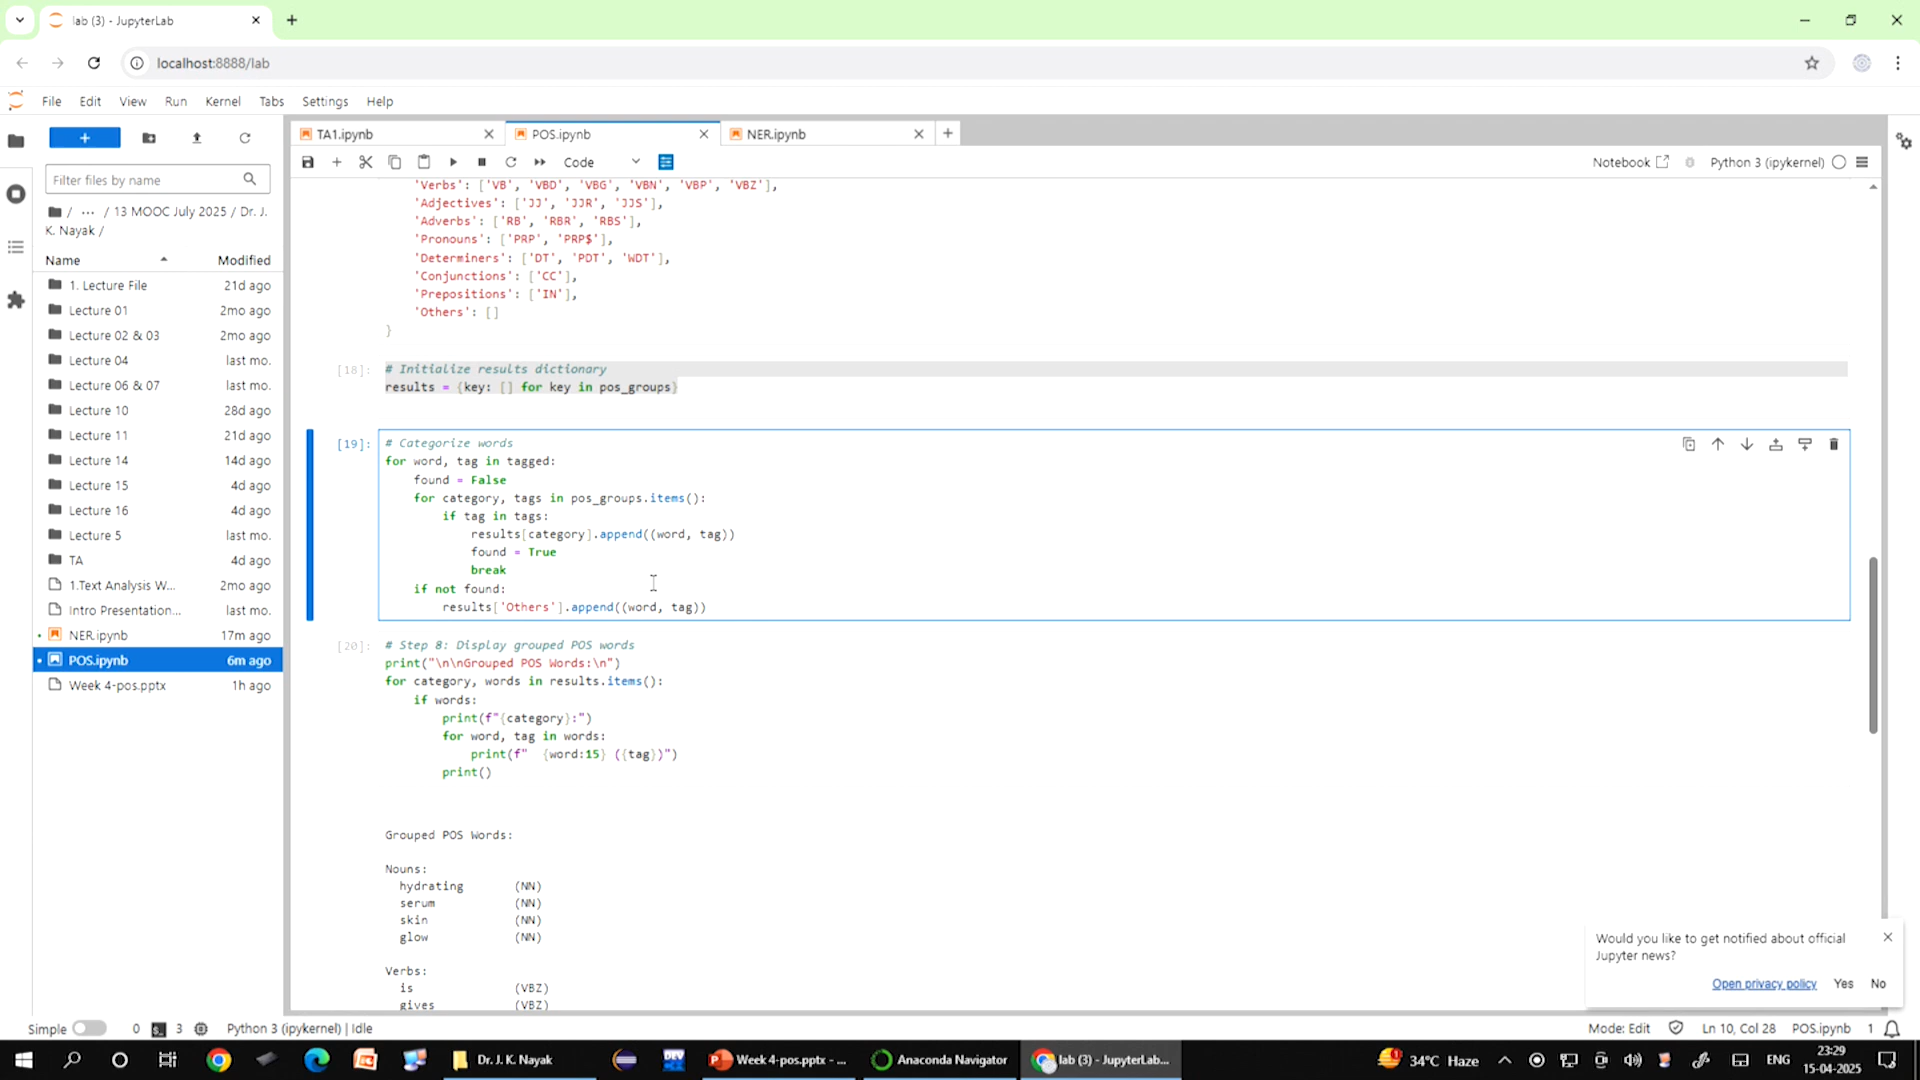 lab (3) - JupyterLab
localhost:8888/lab
File Edit View Run Kernel Tabs Settings Help
TA1.ipynb POS.ipynb NER.ipynb
Code Notebook Python 3 (ipykernel)
Filter files by name
/ ... / 13 MOOC July 2025 / Dr. J.
K. Nayak /
Name Modified
1. Lecture File 21d ago
Lecture 01 2mo ago
Lecture 02 & 03 2mo ago
Lecture 04 last mo.
Lecture 06 & 07 last mo.
Lecture 10 28d ago
Lecture 11 21d ago
Lecture 14 14d ago
Lecture 15 4d ago
Lecture 16 4d ago
Lecture 5 last mo.
TA 4d ago
1.Text Analysis W... 2mo ago
Intro Presentation... last mo.
NER.ipynb 17m ago
POS.ipynb 6m ago
Week 4-pos.pptx 1h ago
'Verbs': ['VB', 'VBD', 'VBG', 'VBN', 'VBP', 'VBZ'],
'Adjectives': ['JJ', 'JJR', 'JJS'],
'Adverbs': ['RB', 'RBR', 'RBS'],
'Pronouns': ['PRP', 'PRP$'],
'Determiners': ['DT', 'PDT', 'WDT'],
'Conjunctions': ['CC'],
'Prepositions': ['IN'],
'Others': []
}
[18]: # Initialize results dictionary
results = {key: [] for key in pos_groups}
[19]: # Categorize words
for word, tag in tagged:
found = False
for category, tags in pos_groups.items():
if tag in tags:
results[category].append((word, tag))
found = True
break
if not found:
results['Others'].append((word, tag))
[20]: # Step 8: Display grouped POS words
print("\n\nGrouped POS Words:\n")
for category, words in results.items():
if words:
print(f"{category}:")
for word, tag in words:
print(f"  {word:15} ({tag})")
print()
Grouped POS Words:
Nouns:
hydrating (NN)
serum (NN)
skin (NN)
glow (NN)
Verbs:
is (VBZ)
gives (VBZ)
Would you like to get notified about official
Jupyter news?
Open privacy policy Yes No
Simple 0 3 Python 3 (ipykernel) | Idle Mode: Edit Ln 10, Col 28 POS.ipynb 1
Dr. J. K. Nayak DEV Week 4-pos.pptx - ... Anaconda Navigator lab (3) - JupyterLab... 34°C Haze ENG 23:29
15-04-2025